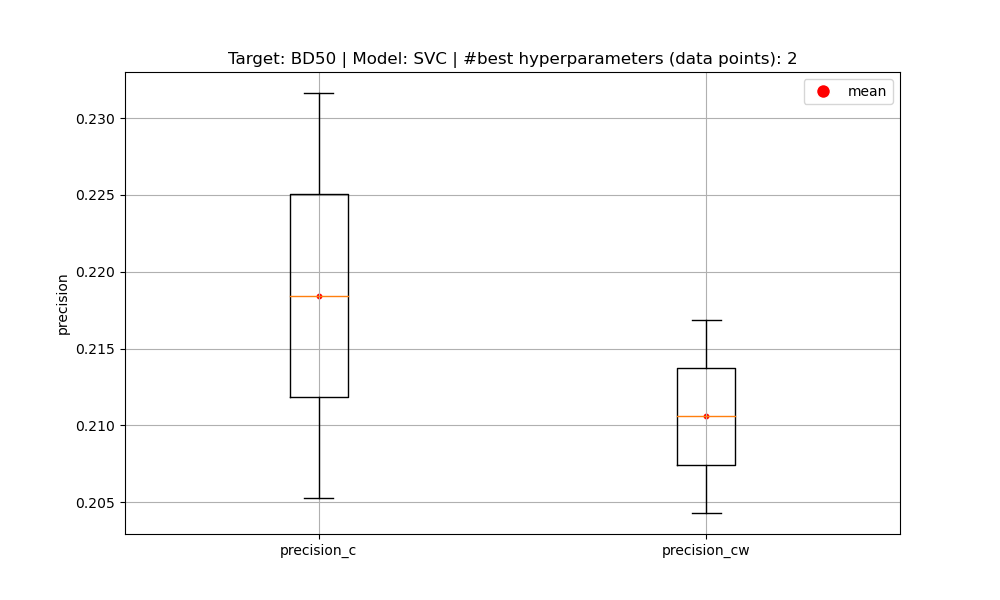 Target: BD50 | Model: SVC | #best hyperparameters (data points): 2
mean
0.230
0.225
0.220
0.215
0.210
0.205
precision
precision_c
precision_cw